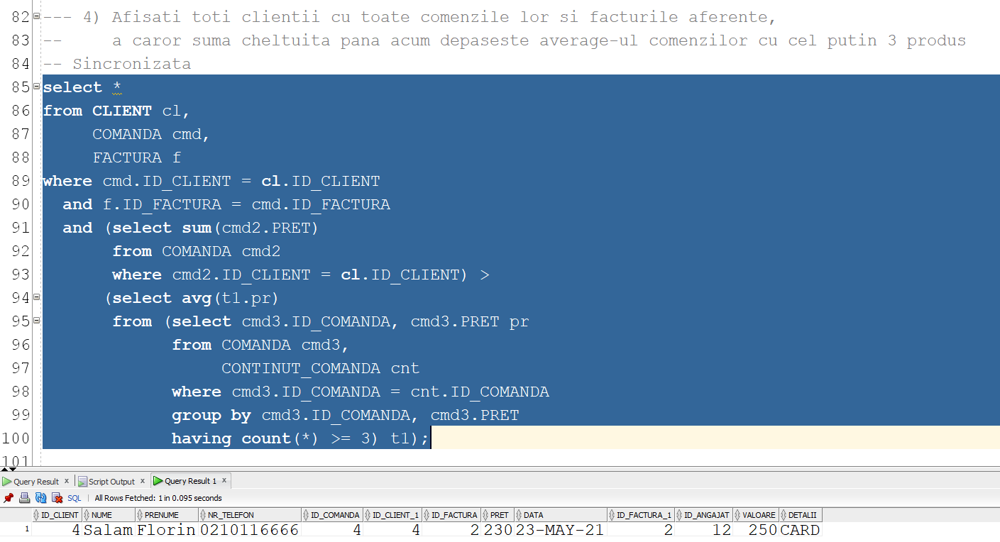 82 --- 4) Afisati toti clientii cu toate comenzile lor si facturile aferente,
83 --     a caror suma cheltuita pana acum depaseste average-ul comenzilor cu cel putin 3 produs
84 -- Sincronizata
85 select *
86 from CLIENT cl,
87      COMANDA cmd,
88      FACTURA f
89 where cmd.ID_CLIENT = cl.ID_CLIENT
90   and f.ID_FACTURA = cmd.ID_FACTURA
91   and (select sum(cmd2.PRET)
92        from COMANDA cmd2
93        where cmd2.ID_CLIENT = cl.ID_CLIENT) >
94       (select avg(t1.pr)
95        from (select cmd3.ID_COMANDA, cmd3.PRET pr
96              from COMANDA cmd3,
97                   CONTINUT_COMANDA cnt
98              where cmd3.ID_COMANDA = cnt.ID_COMANDA
99              group by cmd3.ID_COMANDA, cmd3.PRET
100              having count(*) >= 3) t1);
101
Query Result x Script Output x Query Result 1 x
SQL | All Rows Fetched: 1 in 0.095 seconds
ID_CLIENT NUME PRENUME NR_TELEFON ID_COMANDA ID_CLIENT_1 ID_FACTURA PRET DATA ID_FACTURA_1 ID_ANGAJAT VALOARE DETALII
1 4 Salam Florin 0210116666 4 4 2 230 23-MAY-21 2 12 250 CARD